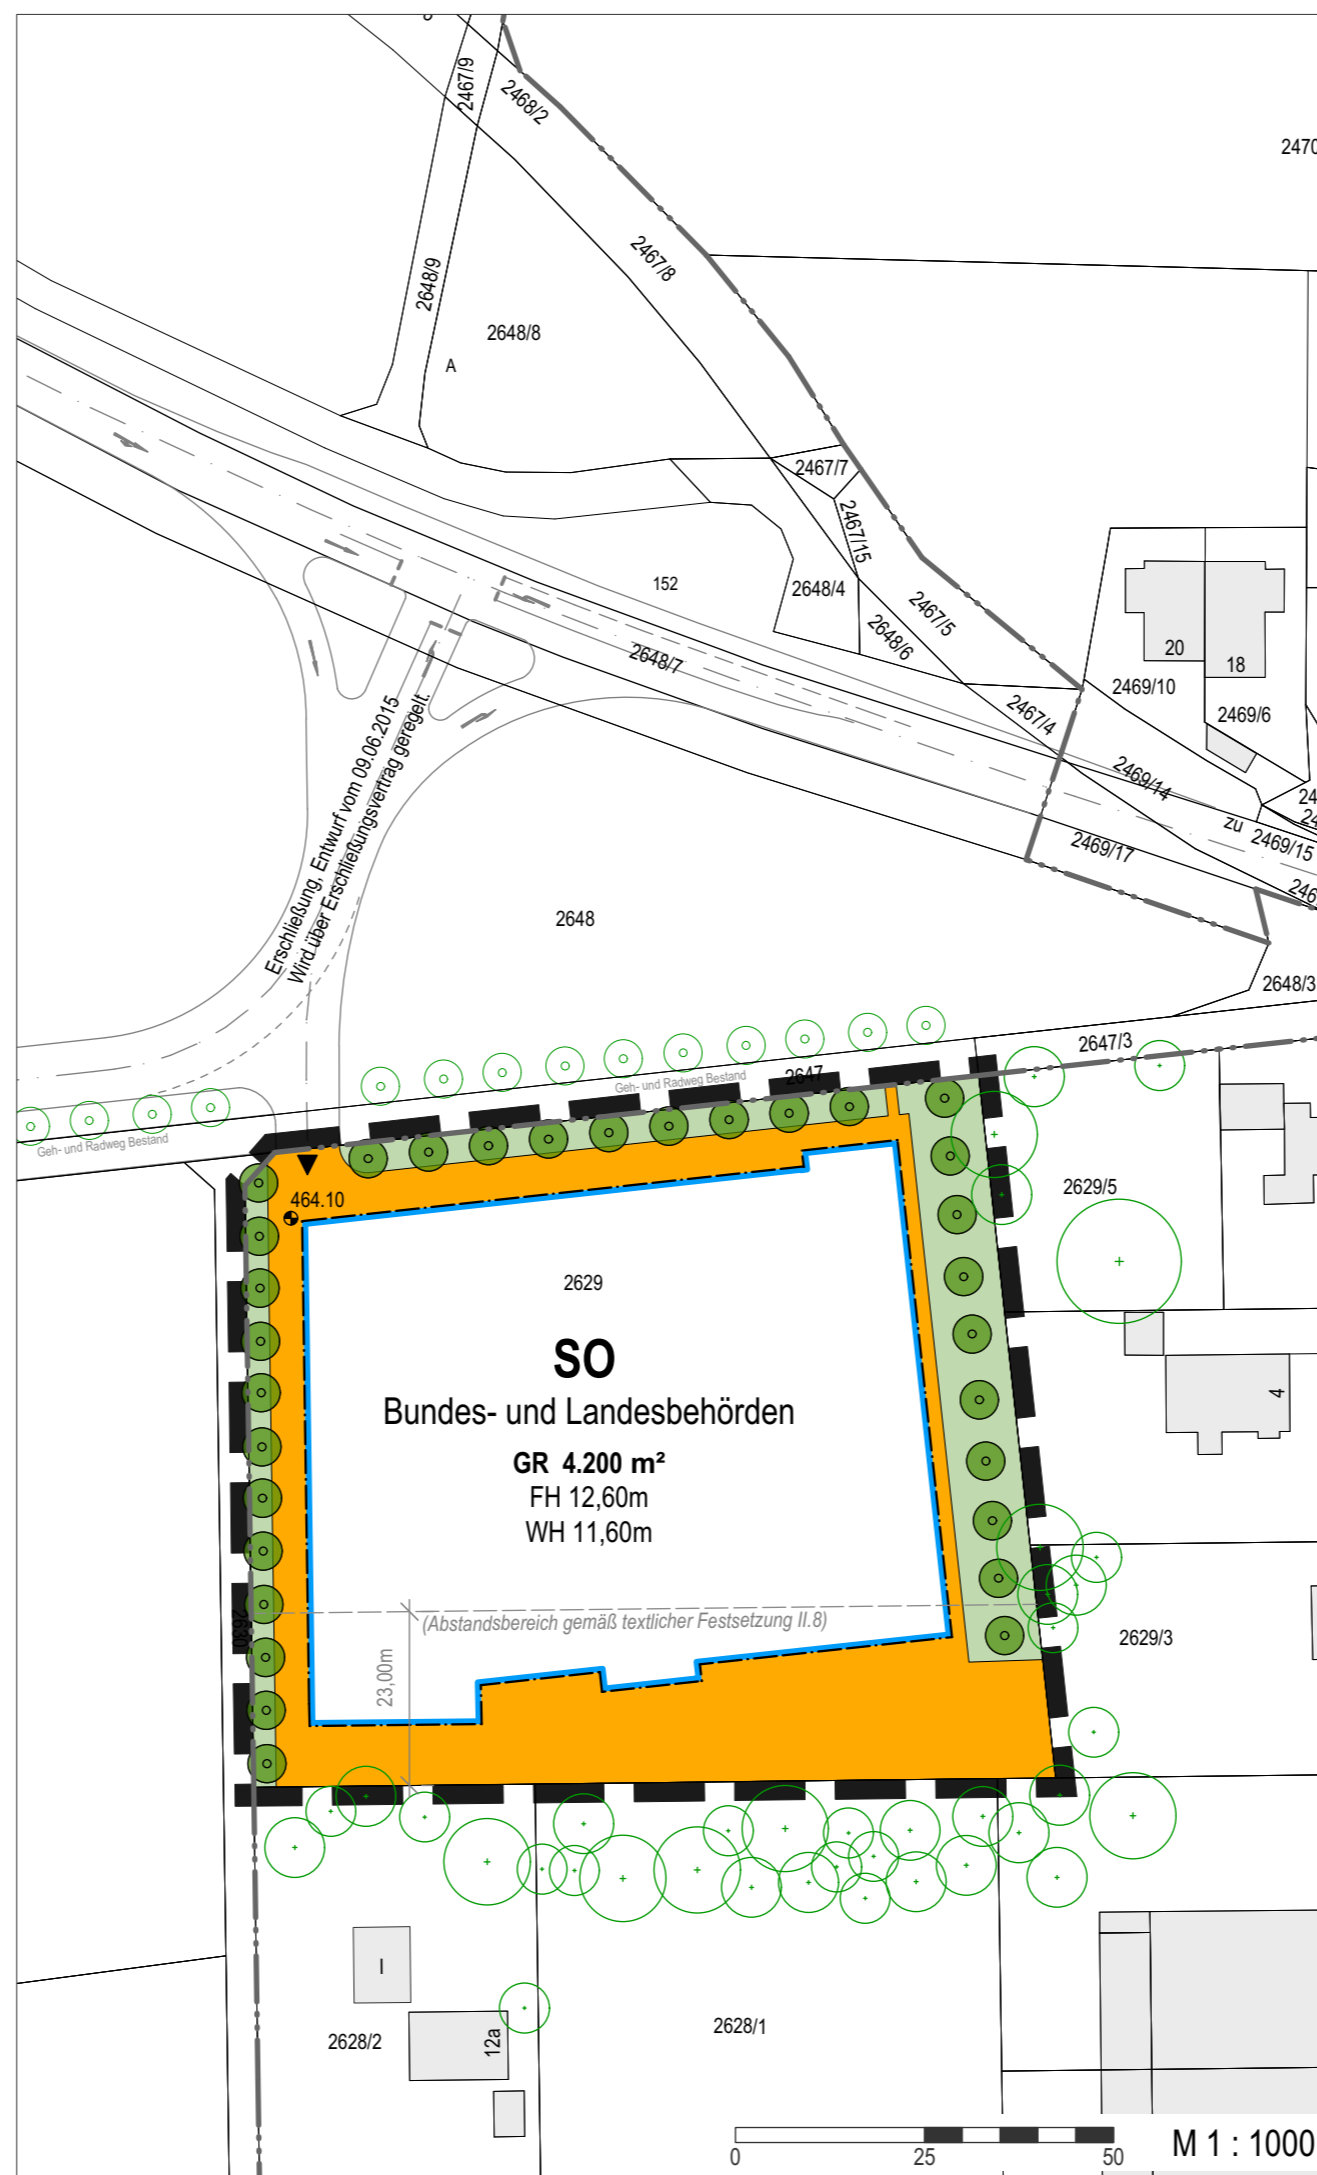 2467/9
2468/2
2470
2467/8
2648/9
2648/8
A
2467/7
2467/15
152
2648/4
2467/5
2648/6
2648/7
20
18
2469/10
2469/6
2467/4
2469/14
zu 2469/15
2469/17
Erschließung, Entwurf vom 09.06.2015
Wird über Erschließungsvertrag geregelt.
2648
2648/3
2647/3
Geh- und Radweg Bestand
2647
Geh- und Radweg Bestand
464.10
2629/5
2629
SO
Bundes- und Landesbehörden
GR 4.200 m²
FH 12,60m
WH 11,60m
4
(Abstandsbereich gemäß textlicher Festsetzung II.8)
23,00m
2630
2629/3
I
2628/2
12a
2628/1
0 25 50
M 1 : 1000